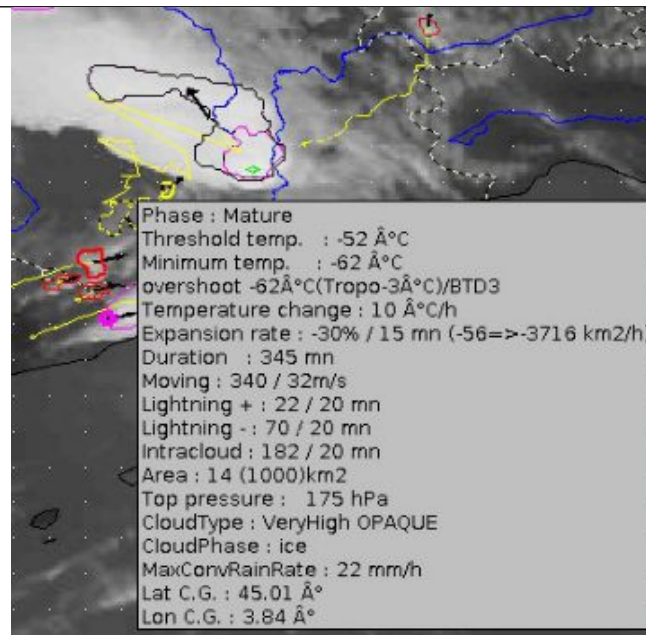 Phase : Mature
Threshold temp.   : -52 Â°C
Minimum temp.   : -62 Â°C
overshoot -62Â°C(Tropo-3Â°C)/BTD3
Temperature change : 10 Â°C/h
Expansion rate : -30% / 15 mn (-56=>-3716 km2/h)
Duration   : 345 mn
Moving : 340 / 32m/s
Lightning + : 22 / 20 mn
Lightning - : 70 / 20 mn
Intracloud : 182 / 20 mn
Area : 14 (1000)km2
Top pressure :   175 hPa
CloudType : VeryHigh OPAQUE
CloudPhase : ice
MaxConvRainRate : 22 mm/h
Lat C.G. : 45.01 Â°
Lon C.G. : 3.84 Â°